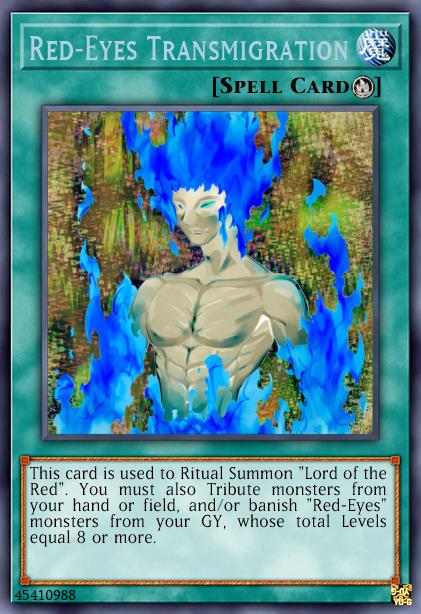 Red-Eyes Transmigration
[Spell Card]
This card is used to Ritual Summon "Lord of the
Red". You must also Tribute monsters from
your hand or field, and/or banish "Red-Eyes"
monsters from your GY, whose total Levels
equal 8 or more.
45410988